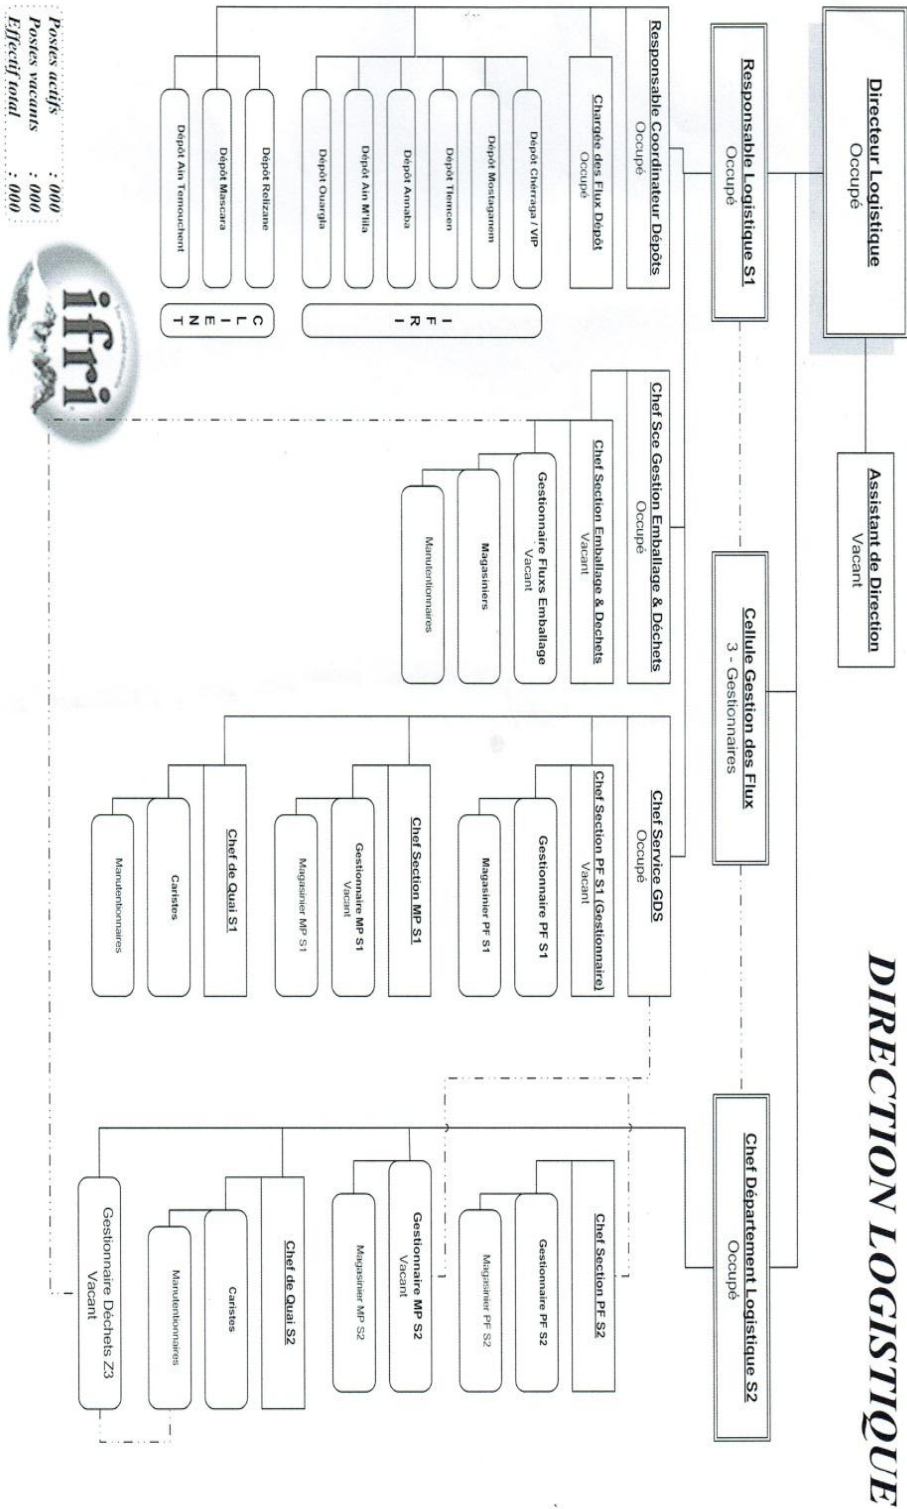 DIRECTION LOGISTIQUE
Directeur Logistique
Occupé
Assistant de Direction
Vacant
Responsable Logistique S1
Occupé
Cellule Gestion des Flux
3 - Gestionnaires
Chef Département Logistique S2
Occupé
Responsable Coordinateur Dépôts
Occupé
Chargée des Flux Dépôt
Occupé
Dépôt Chérraga / VIP
Dépôt Mostaganem
Dépôt Tlemcen
Dépôt Annaba
Dépôt Ain M'lila
Dépôt Ouargla
IFRI
Dépôt Relizane
Dépôt Mascara
Dépôt Ain Temouchent
CLIENT
Chef Sce Gestion Emballage & Déchets
Occupé
Chef Section Emballage & Dechets
Vacant
Gestionnaire Fluxs Emballage
Vacant
Magasiniers
Manutentionnaires
Chef Service GDS
Occupé
Chef Section PF S1 (Gestionnaire)
Vacant
Gestionnaire PF S1
Magasinier PF S1
Chef Section MP S1
Gestionnaire MP S1
Vacant
Magasinier MP S1
Chef de Quai S1
Caristes
Manutentionnaires
Chef Section PF S2
Gestionnaire PF S2
Magasinier PF S2
Gestionnaire MP S2
Vacant
Magasinier MP S2
Chef de Quai S2
Caristes
Manutentionnaires
Gestionnaire Déchets Z3
Vacant
Postes actifs : 000
Postes vacants : 000
Effectif total : 000
ifri